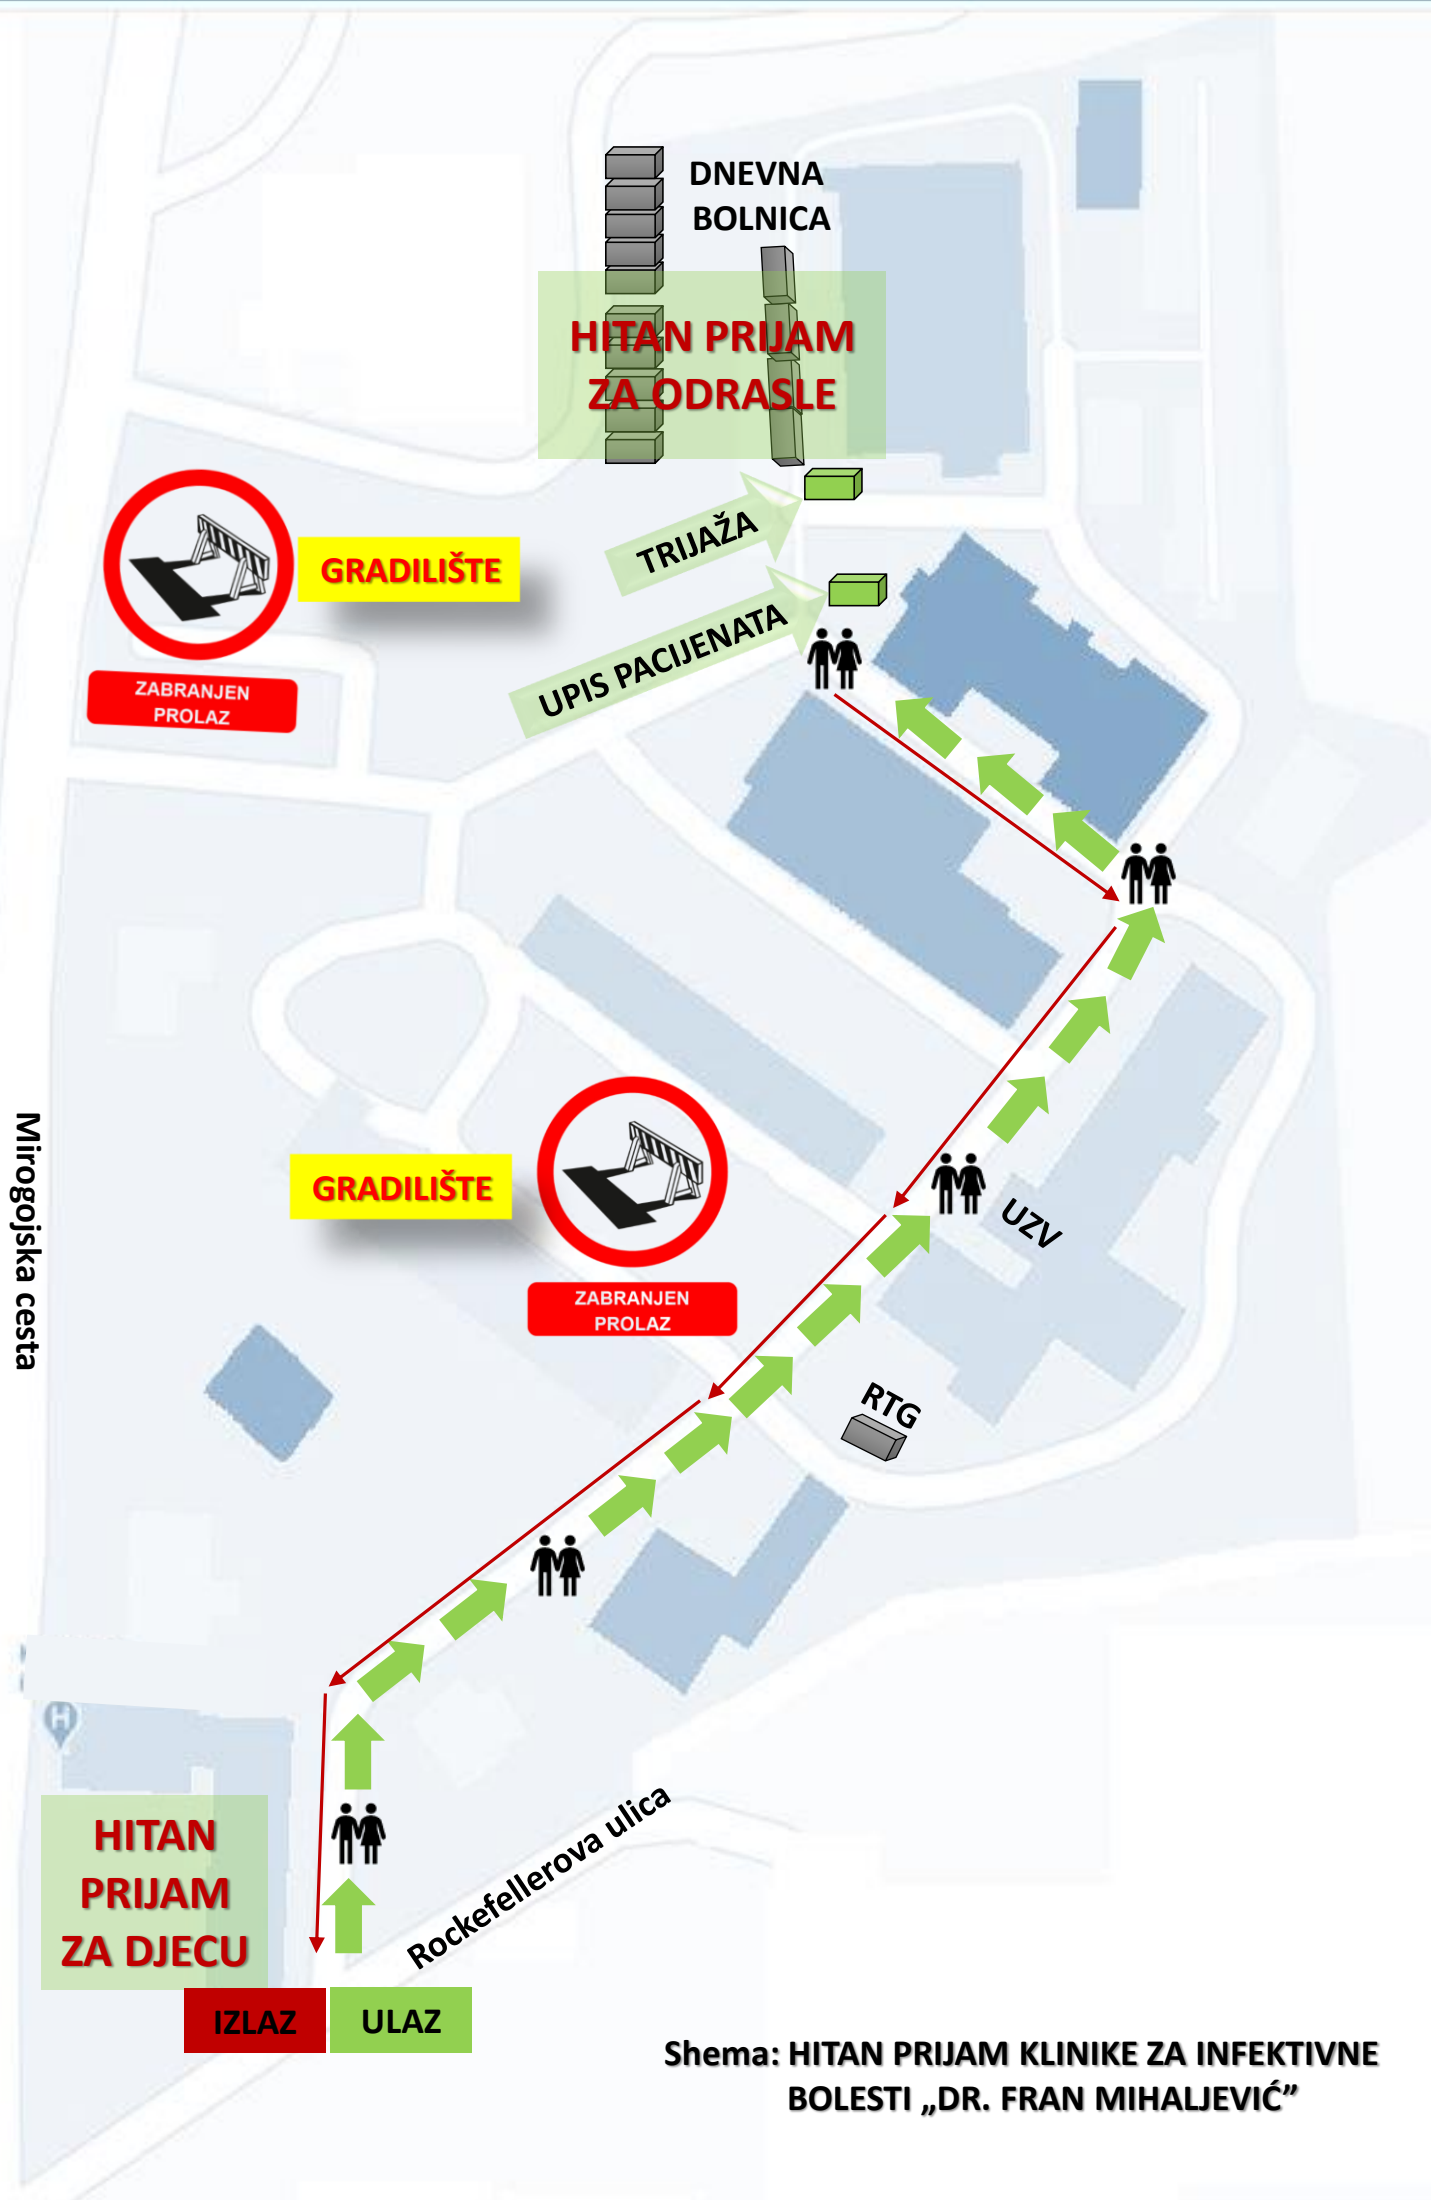 DNEVNA
BOLNICA
HITAN PRIJAM
ZA ODRASLE
TRIJAŽA
GRADILIŠTE
UPIS PACIJENATA
ZABRANJEN
PROLAZ
Mirogojska cesta
GRADILIŠTE
UZV
ZABRANJEN
PROLAZ
RTG
H
HITAN
PRIJAM
ZA DJECU
Rockefellerova ulica
IZLAZ
ULAZ
Shema: HITAN PRIJAM KLINIKE ZA INFEKTIVNE
BOLESTI „DR. FRAN MIHALJEVIĆ”